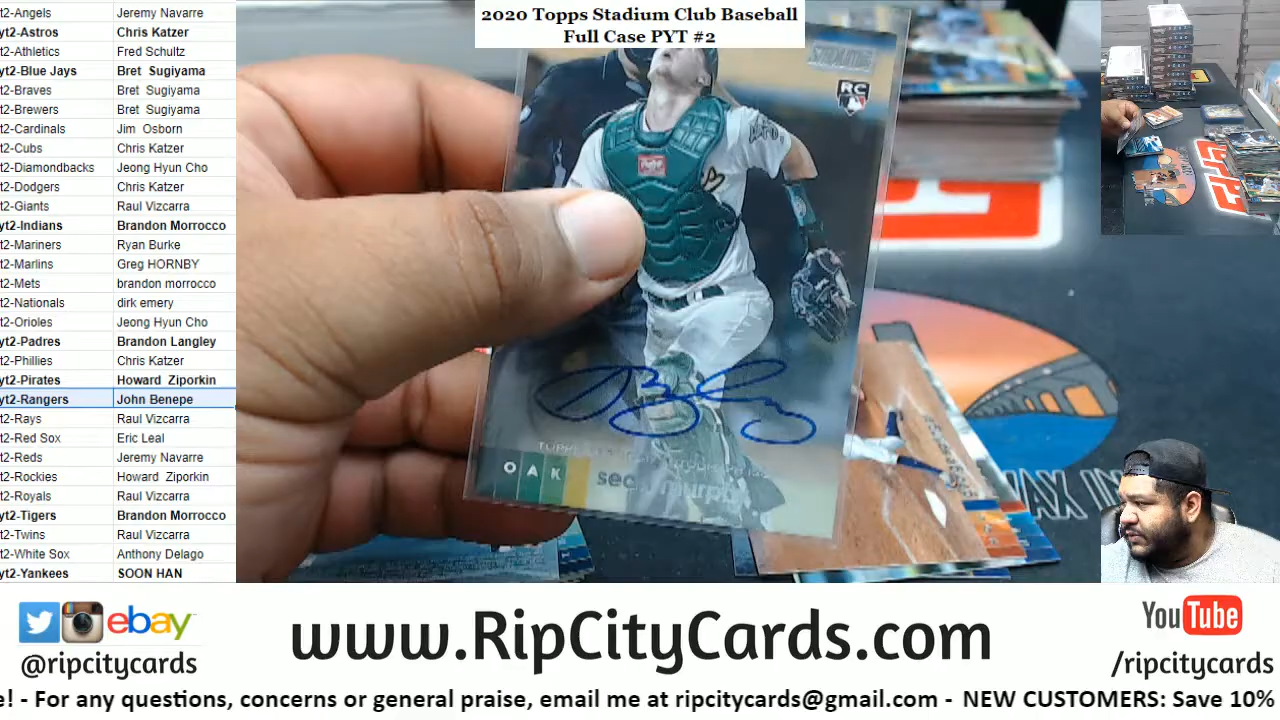 2020 Topps Stadium Club Baseball
Full Case PYT #2
t2-Angels Jeremy Navarre
yt2-Astros Chris Katzer
t2-Athletics Fred Schultz
yt2-Blue Jays Bret Sugiyama
t2-Braves Bret Sugiyama
t2-Brewers Bret Sugiyama
t2-Cardinals Jim Osborn
t2-Cubs Chris Katzer
t2-Diamondbacks Jeong Hyun Cho
t2-Dodgers Chris Katzer
t2-Giants Raul Vizcarra
yt2-Indians Brandon Morrocco
t2-Mariners Ryan Burke
t2-Marlins Greg HORNBY
t2-Mets brandon morrocco
t2-Nationals dirk emery
t2-Orioles Jeong Hyun Cho
yt2-Padres Brandon Langley
t2-Phillies Chris Katzer
yt2-Pirates Howard Ziporkin
yt2-Rangers John Benepe
t2-Rays Raul Vizcarra
t2-Red Sox Eric Leal
t2-Reds Jeremy Navarre
t2-Rockies Howard Ziporkin
t2-Royals Raul Vizcarra
yt2-Tigers Brandon Morrocco
t2-Twins Raul Vizcarra
t2-White Sox Anthony Delago
yt2-Yankees SOON HAN
RC
OAK
sean murphy
ebay
@ripcitycards
www.RipCityCards.com
YouTube
/ripcitycards
e! - For any questions, concerns or general praise, email me at ripcitycards@gmail.com - NEW CUSTOMERS: Save 10%